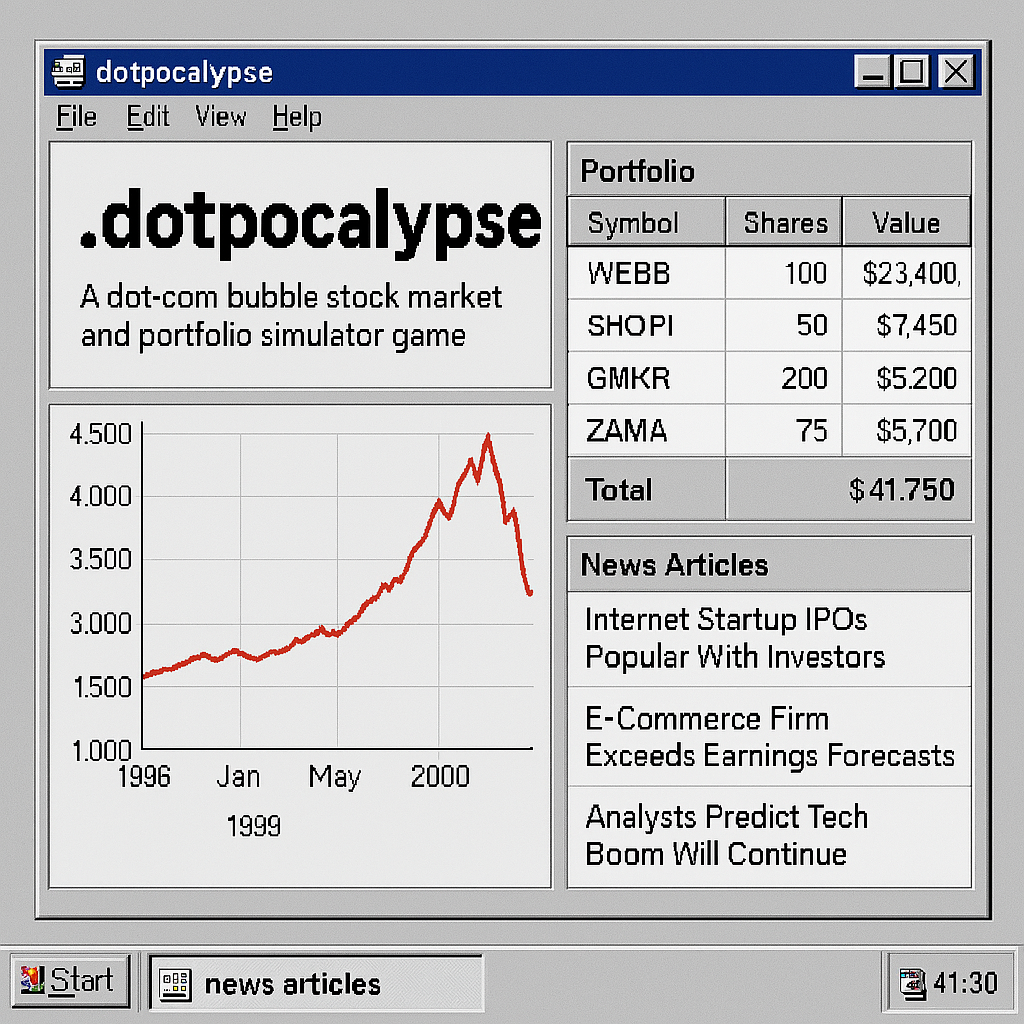 dotpocalypse
File Edit View Help
.dotpocalypse
A dot-com bubble stock market
and portfolio simulator game
4.500
4.000
3.500
3.000
1.500
1.000
1996 Jan May 2000
1999
Portfolio
Symbol Shares Value
WEBB 100 $23,400,
SHOPI 50 $7,450
GMKR 200 $5.200
ZAMA 75 $5,700
Total $41.750
News Articles
Internet Startup IPOs
Popular With Investors
E-Commerce Firm
Exceeds Earnings Forecasts
Analysts Predict Tech
Boom Will Continue
Start news articles 41:30